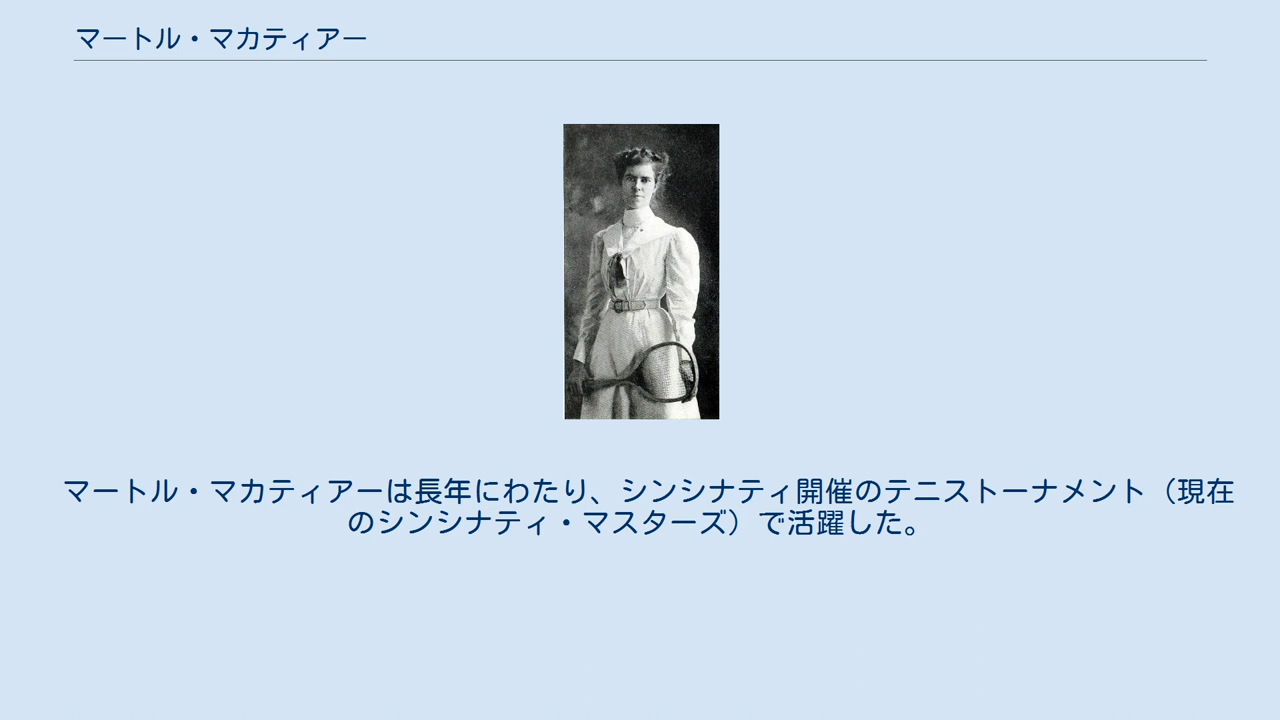 マートル・マカティアー
マートル・マカティアーは長年にわたり、シンシナティ開催のテニストーナメント（現在
のシンシナティ・マスターズ）で活躍した。